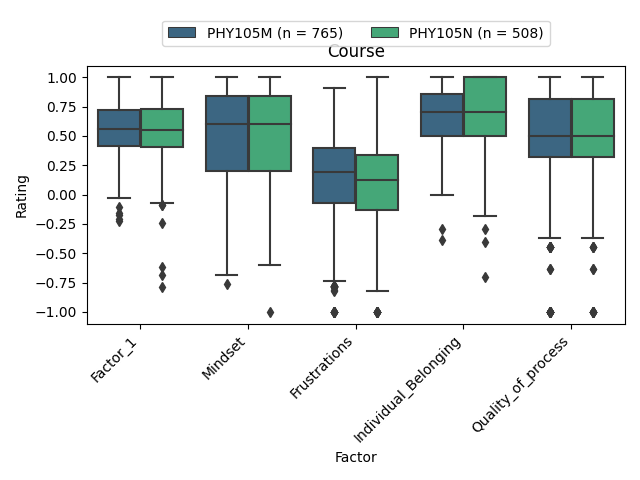 PHY105M (n = 765) PHY105N (n = 508)
Course
1.00
0.75
0.50
0.25
0.00
−0.25
−0.50
−0.75
−1.00
Rating
Factor_1
Mindset
Frustrations
Individual_Belonging
Quality_of_process
Factor